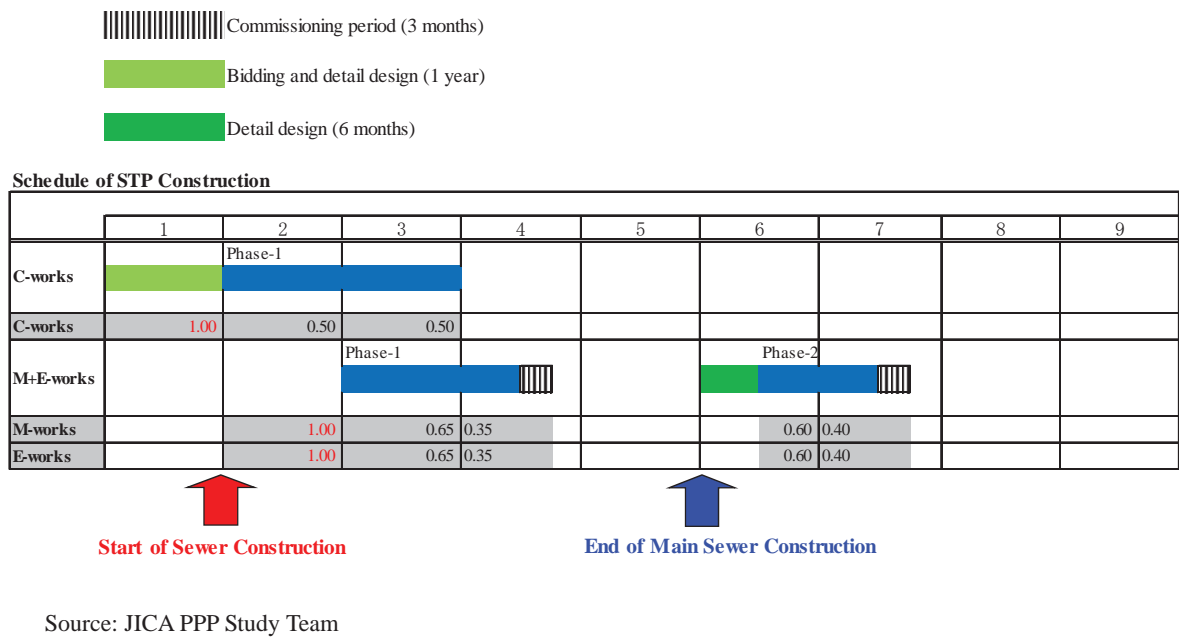 Commissioning period (3 months)
Bidding and detail design (1 year)
Detail design (6 months)
Schedule of STP Construction
1 2 3 4 5 6 7 8 9
Phase-1
C-works
C-works 1.00 0.50 0.50
Phase-1 Phase-2
M+E-works
M-works 1.00 0.65 0.35 0.60 0.40
E-works 1.00 0.65 0.35 0.60 0.40
Start of Sewer Construction End of Main Sewer Construction
Source: JICA PPP Study Team